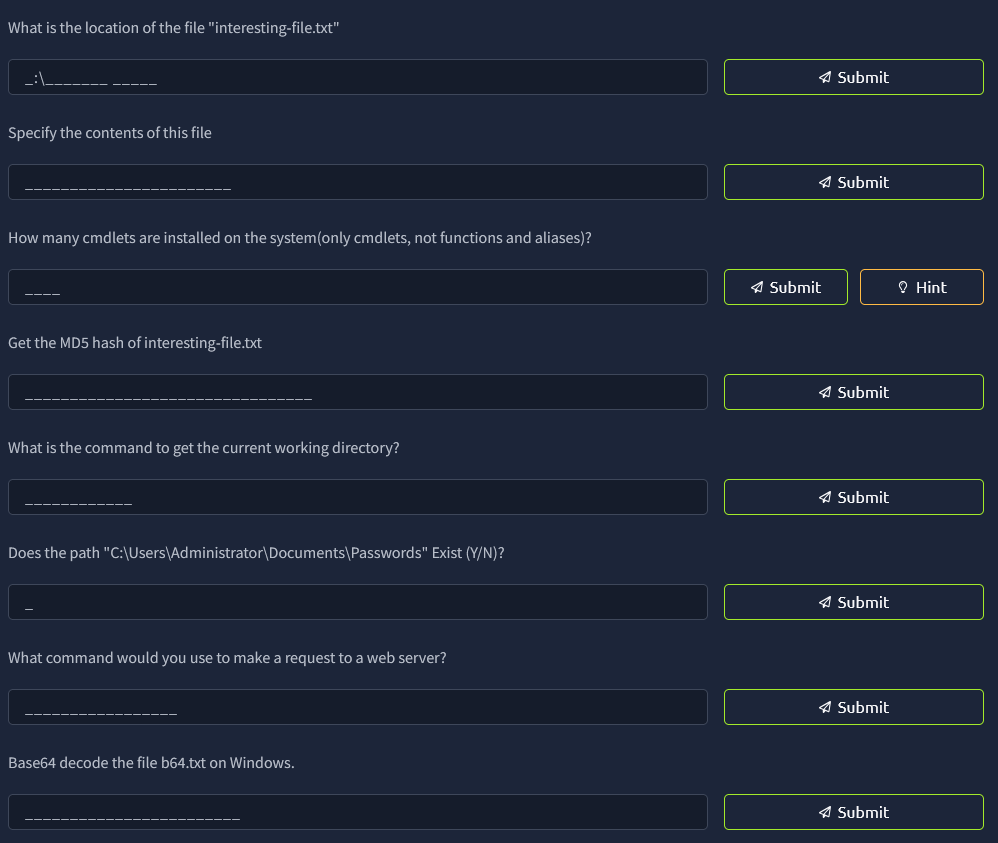 What is the location of the file "interesting-file.txt"
_:\_______ _____
Submit
Specify the contents of this file
_______________________
Submit
How many cmdlets are installed on the system(only cmdlets, not functions and aliases)?
____
Submit
Hint
Get the MD5 hash of interesting-file.txt
________________________________
Submit
What is the command to get the current working directory?
____________
Submit
Does the path "C:\Users\Administrator\Documents\Passwords" Exist (Y/N)?
_
Submit
What command would you use to make a request to a web server?
_________________
Submit
Base64 decode the file b64.txt on Windows.
________________________
Submit